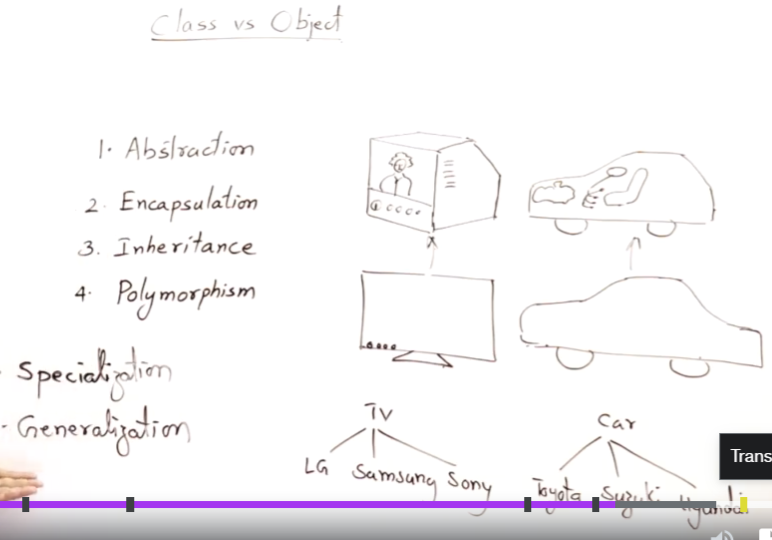 Class vs Object
1. Abstraction
2. Encapsulation
3. Inheritance
4. Polymorphism
- Specialization
- Generalization
TV
LG Samsung Sony
Car
Toyota Suzuki Hyundai
Trans